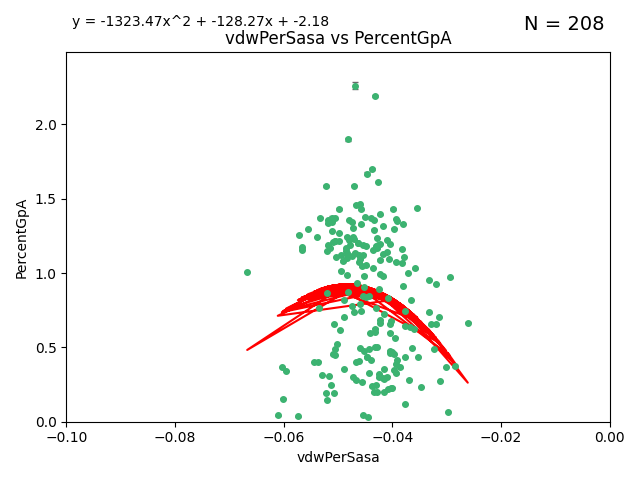 y = -1323.47x^2 + -128.27x + -2.18
N = 208
vdwPerSasa vs PercentGpA
PercentGpA
2.0
1.5
1.0
0.5
0.0
−0.10
−0.08
−0.06
−0.04
−0.02
0.00
vdwPerSasa